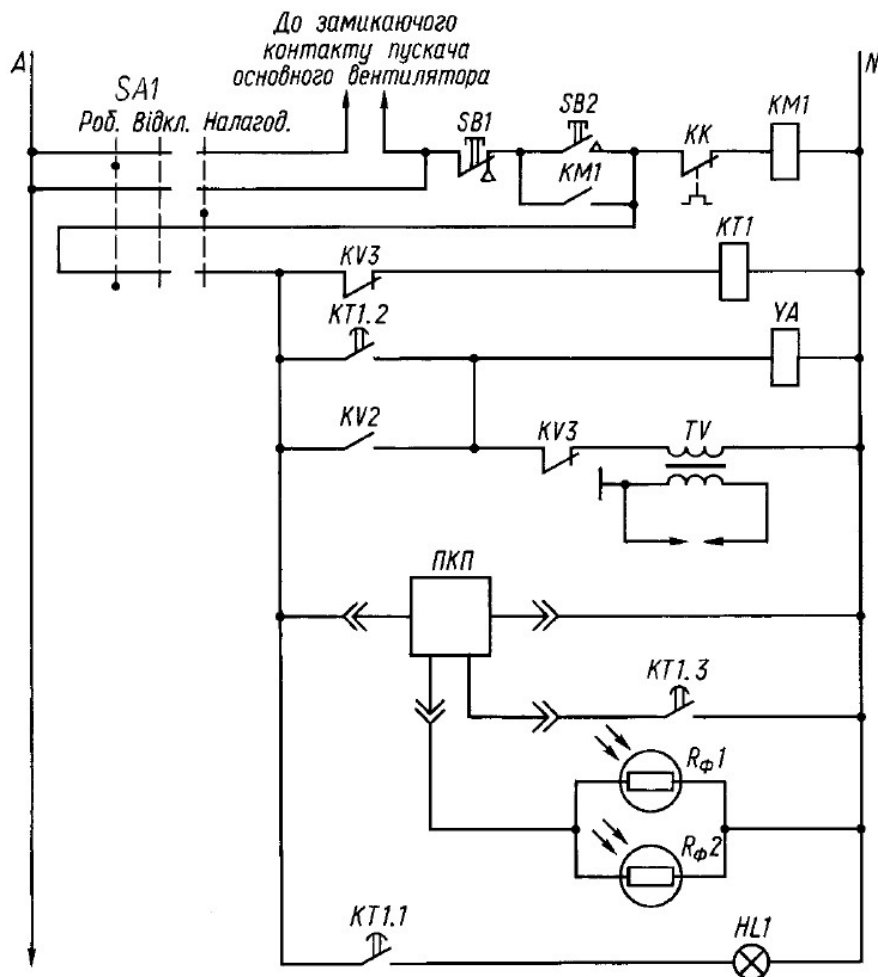 До замикаючого
контакту пускача
основного вентилятора
A
N
SA1
Роб. Відкл. Налагод.
SB1
SB2
KK
KM1
KM1
KV3
KT1
KT1.2
YA
KV2
KV3
TV
ПКП
KT1.3
Rф1
Rф2
KT1.1
HL1